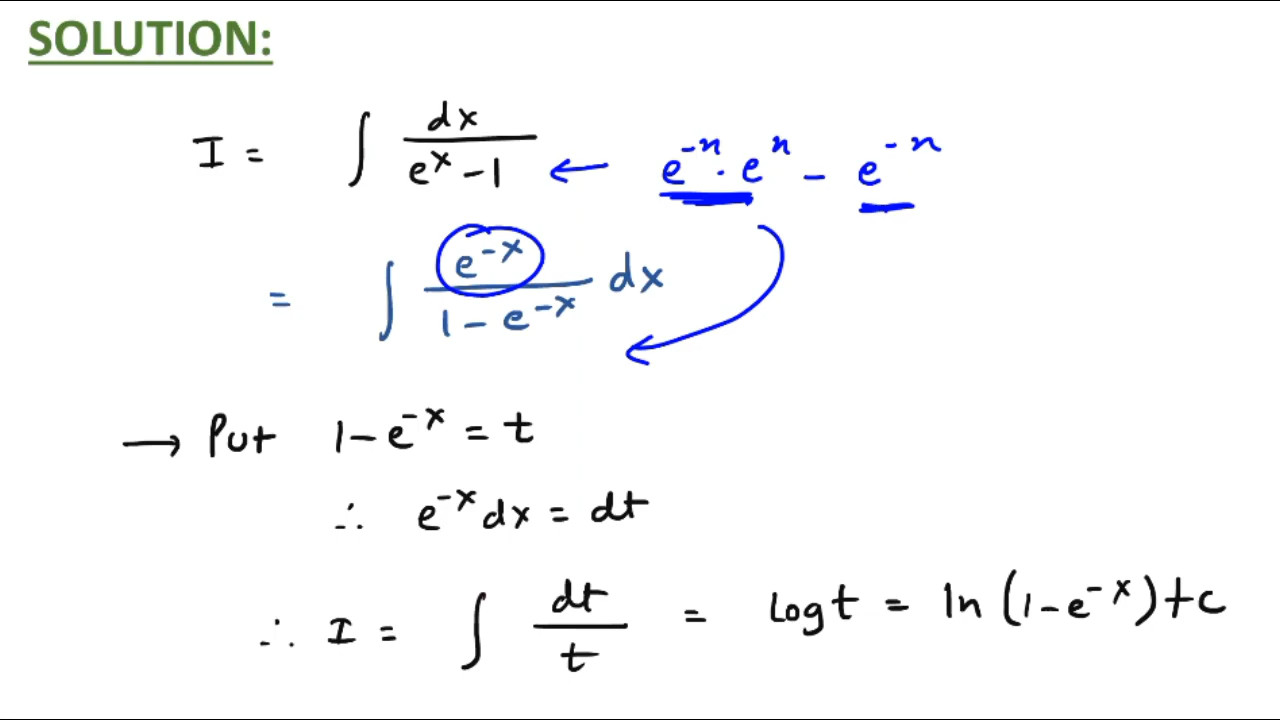 SOLUTION:
I = ∫ dx / (e^x - 1) ← e^-n · e^n - e^-n
= ∫ e^-x / (1 - e^-x) dx
→ Put 1 - e^-x = t
∴ e^-x dx = dt
∴ I = ∫ dt / t = log t = ln (1 - e^-x) + c